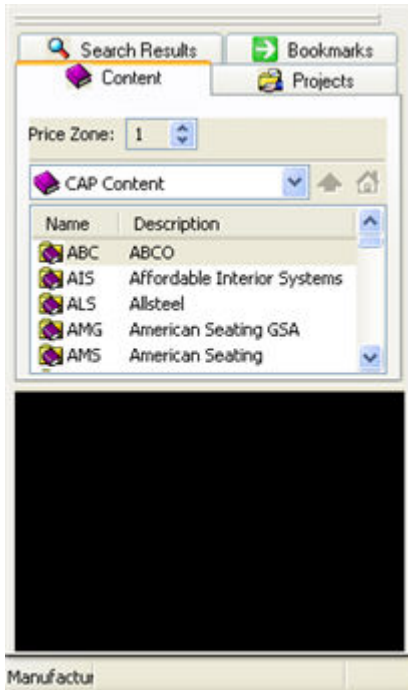 Search Results Bookmarks
Content Projects
Price Zone: 1
CAP Content
Name Description
ABC ABCO
AIS Affordable Interior Systems
ALS Allsteel
AMG American Seating GSA
AMS American Seating
Manufactur